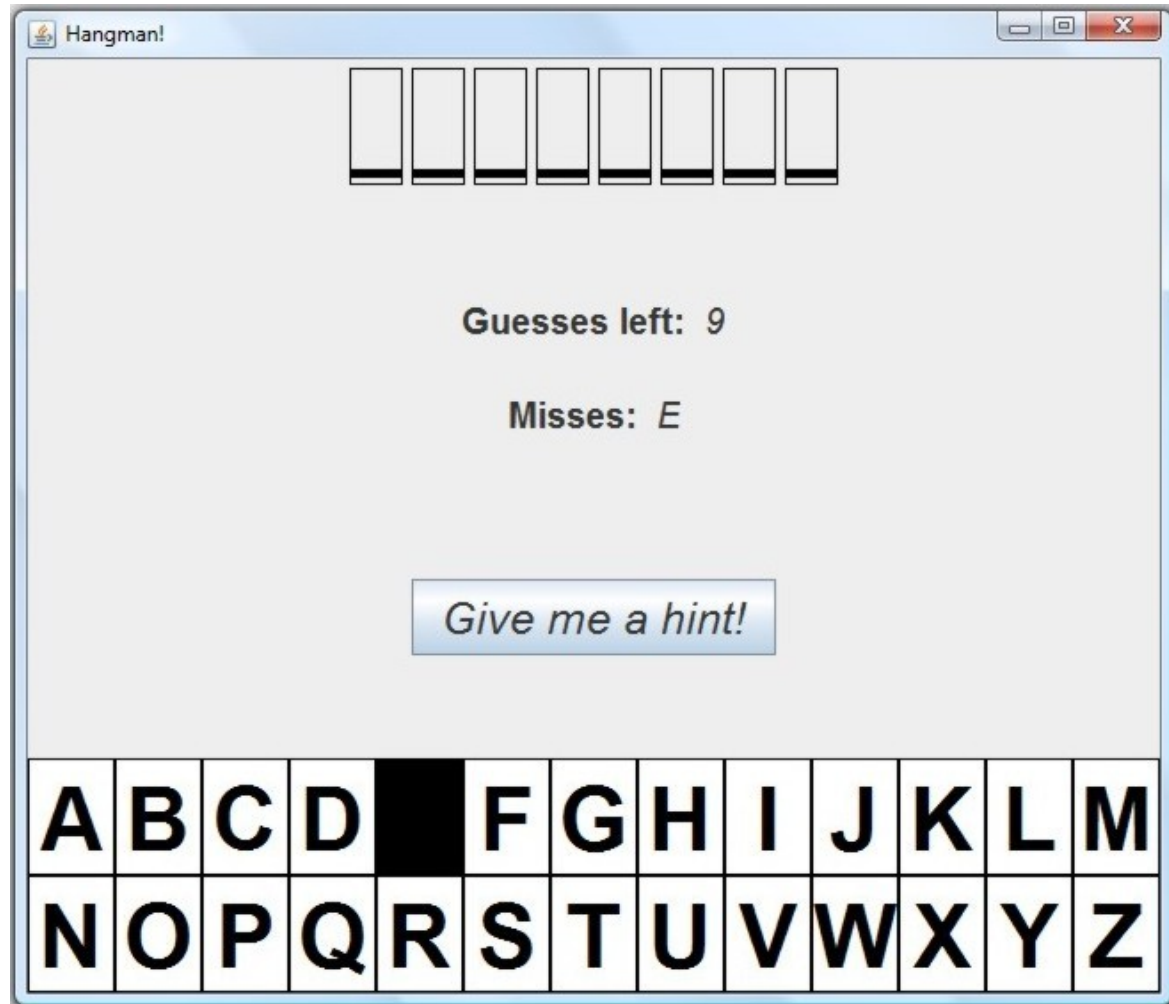 Hangman!
Guesses left: 9
Misses: E
Give me a hint!
A B C D F G H I J K L M
N O P Q R S T U V W X Y Z